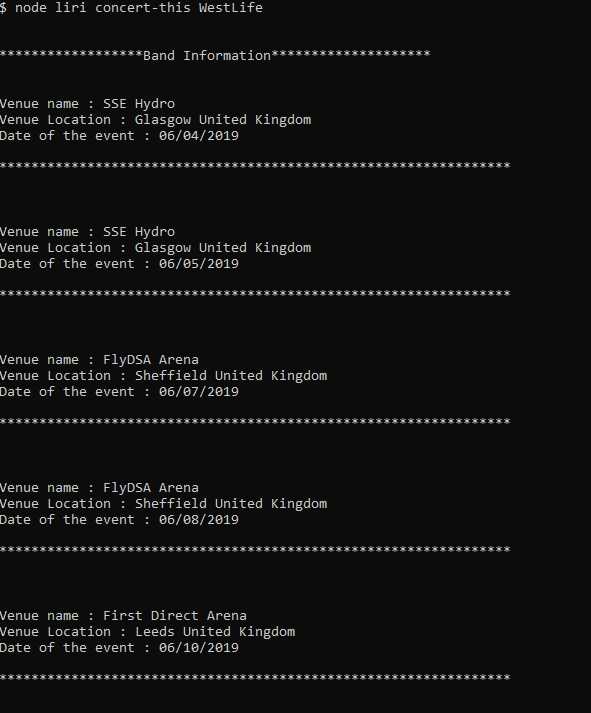 $ node liri concert-this WestLife
******************Band Information********************
Venue name : SSE Hydro
Venue Location : Glasgow United Kingdom
Date of the event : 06/04/2019
****************************************************************
Venue name : SSE Hydro
Venue Location : Glasgow United Kingdom
Date of the event : 06/05/2019
****************************************************************
Venue name : FlyDSA Arena
Venue Location : Sheffield United Kingdom
Date of the event : 06/07/2019
****************************************************************
Venue name : FlyDSA Arena
Venue Location : Sheffield United Kingdom
Date of the event : 06/08/2019
****************************************************************
Venue name : First Direct Arena
Venue Location : Leeds United Kingdom
Date of the event : 06/10/2019
****************************************************************